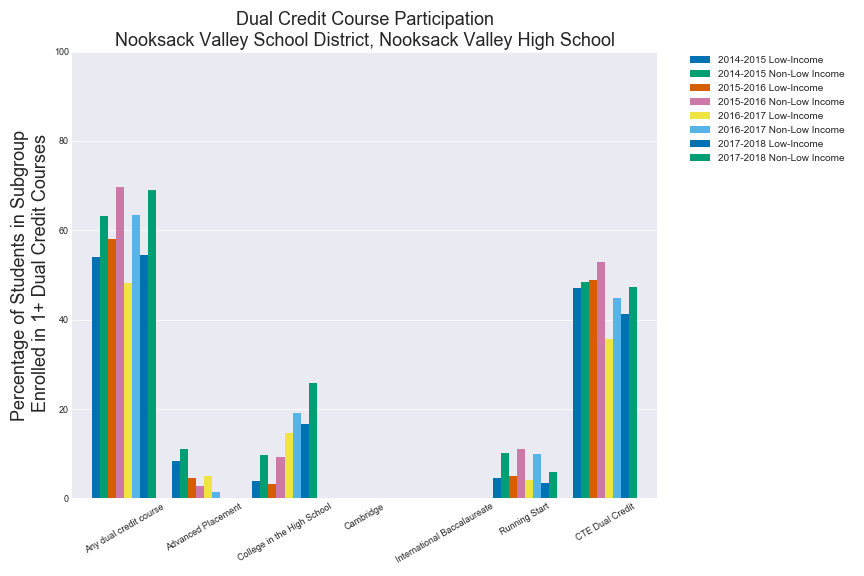 Dual Credit Course Participation
Nooksack Valley School District, Nooksack Valley High School
Percentage of Students in Subgroup
Enrolled in 1+ Dual Credit Courses
100
80
60
40
20
0
Any dual credit course
Advanced Placement
College in the High School
Cambridge
International Baccalaureate
Running Start
CTE Dual Credit
2014-2015 Low-Income
2014-2015 Non-Low Income
2015-2016 Low-Income
2015-2016 Non-Low Income
2016-2017 Low-Income
2016-2017 Non-Low Income
2017-2018 Low-Income
2017-2018 Non-Low Income